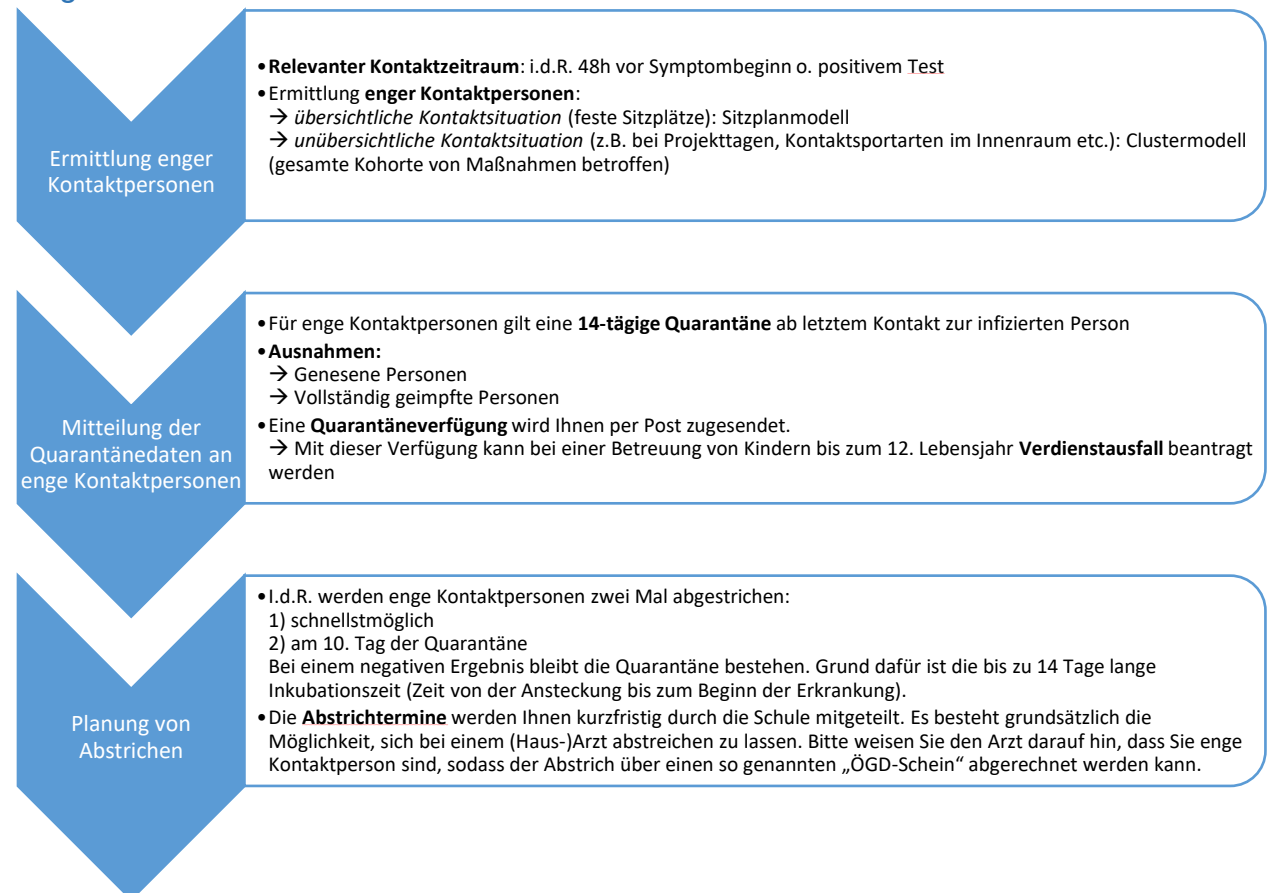 Ermittlung enger
Kontaktpersonen
•Relevanter Kontaktzeitraum: i.d.R. 48h vor Symptombeginn o. positivem Test
•Ermittlung enger Kontaktpersonen:
→ übersichtliche Kontaktsituation (feste Sitzplätze): Sitzplanmodell
→ unübersichtliche Kontaktsituation (z.B. bei Projekttagen, Kontaktsportarten im Innenraum etc.): Clustermodell
(gesamte Kohorte von Maßnahmen betroffen)
Mitteilung der
Quarantänedaten an
enge Kontaktpersonen
•Für enge Kontaktpersonen gilt eine 14-tägige Quarantäne ab letztem Kontakt zur infizierten Person
•Ausnahmen:
→ Genesene Personen
→ Vollständig geimpfte Personen
•Eine Quarantäneverfügung wird Ihnen per Post zugesendet.
→ Mit dieser Verfügung kann bei einer Betreuung von Kindern bis zum 12. Lebensjahr Verdienstausfall beantragt
werden
Planung von
Abstrichen
•I.d.R. werden enge Kontaktpersonen zwei Mal abgestrichen:
1) schnellstmöglich
2) am 10. Tag der Quarantäne
Bei einem negativen Ergebnis bleibt die Quarantäne bestehen. Grund dafür ist die bis zu 14 Tage lange
Inkubationszeit (Zeit von der Ansteckung bis zum Beginn der Erkrankung).
•Die Abstrichtermine werden Ihnen kurzfristig durch die Schule mitgeteilt. Es besteht grundsätzlich die
Möglichkeit, sich bei einem (Haus-)Arzt abstreichen zu lassen. Bitte weisen Sie den Arzt darauf hin, dass Sie enge
Kontaktperson sind, sodass der Abstrich über einen so genannten „ÖGD-Schein“ abgerechnet werden kann.